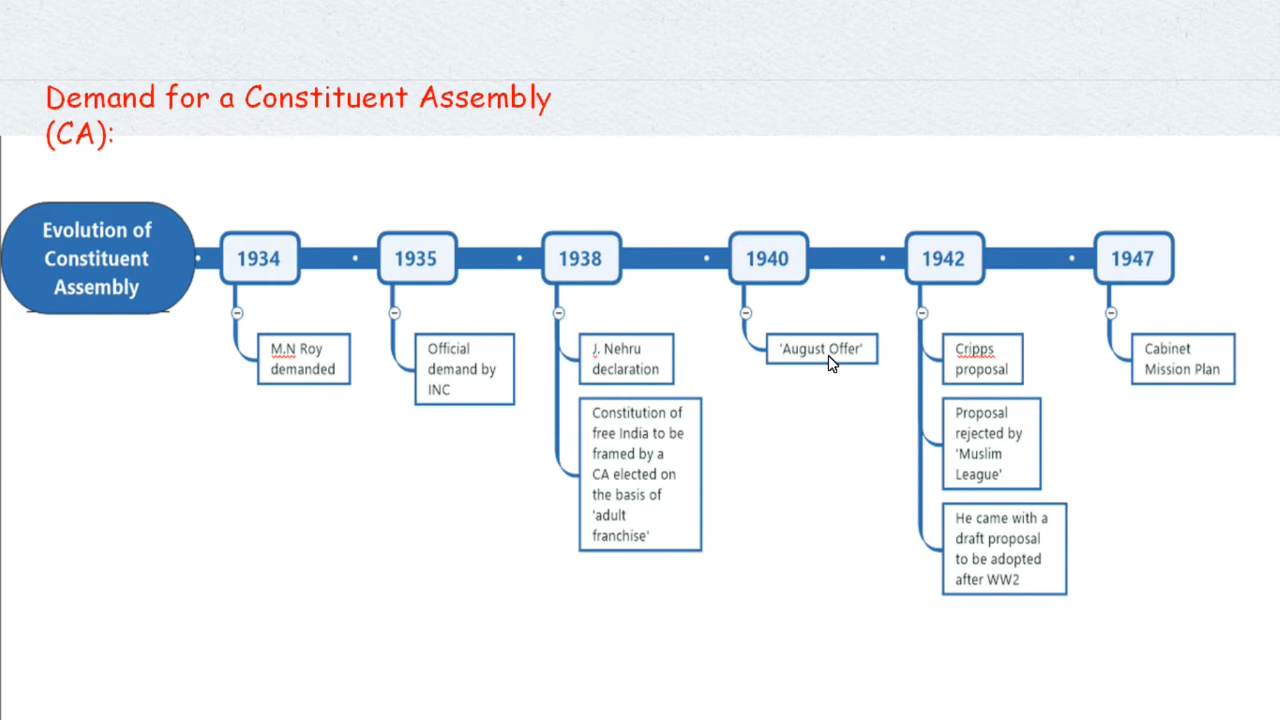 Demand for a Constituent Assembly
(CA):
Evolution of
Constituent
Assembly
1934
1935
1938
1940
1942
1947
M.N Roy
demanded
Official
demand by
INC
J. Nehru
declaration
Constitution of
free India to be
framed by a
CA elected on
the basis of
'adult
franchise'
'August Offer'
Cripps
proposal
Proposal
rejected by
'Muslim
League'
He came with a
draft proposal
to be adopted
after WW2
Cabinet
Mission Plan